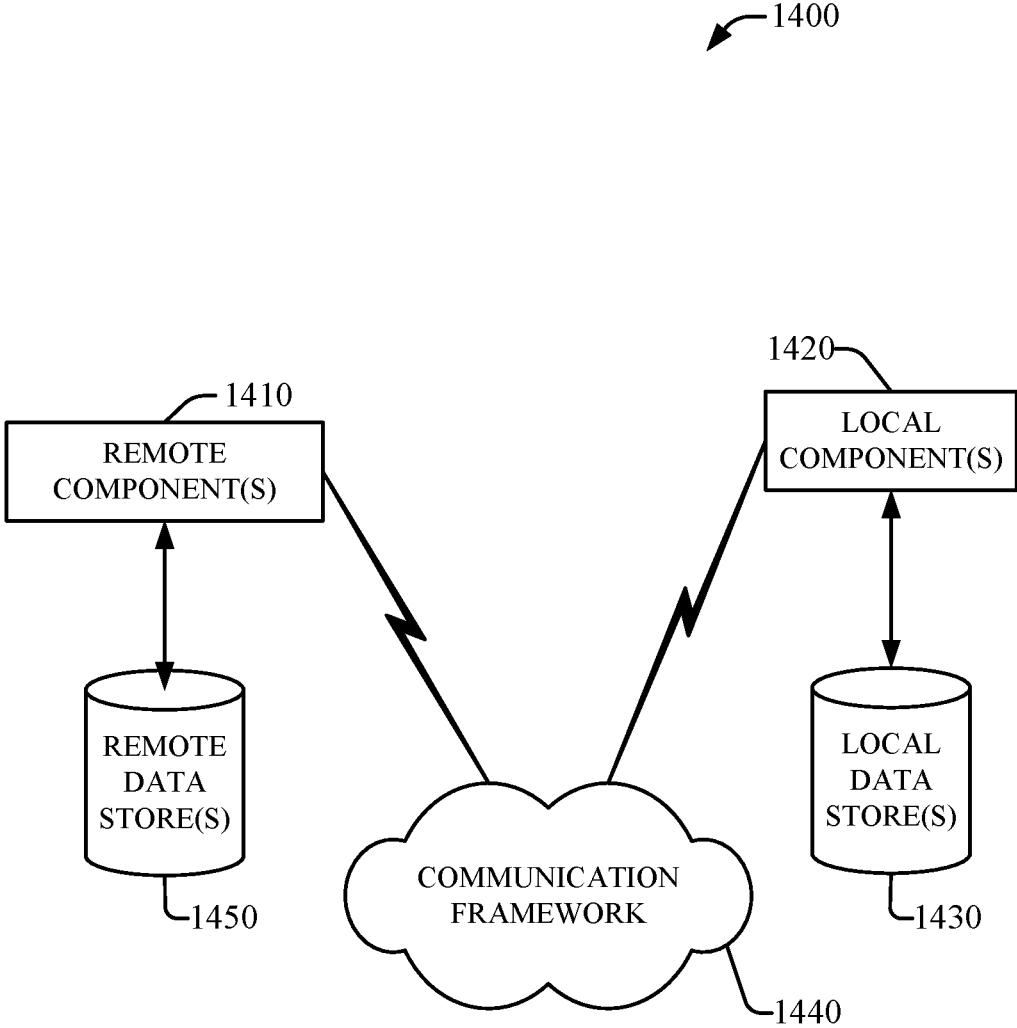 1400
1420
LOCAL
COMPONENT(S)
1410
REMOTE
COMPONENT(S)
REMOTE
DATA
STORE(S)
LOCAL
DATA
STORE(S)
COMMUNICATION
FRAMEWORK
1450
1430
1440